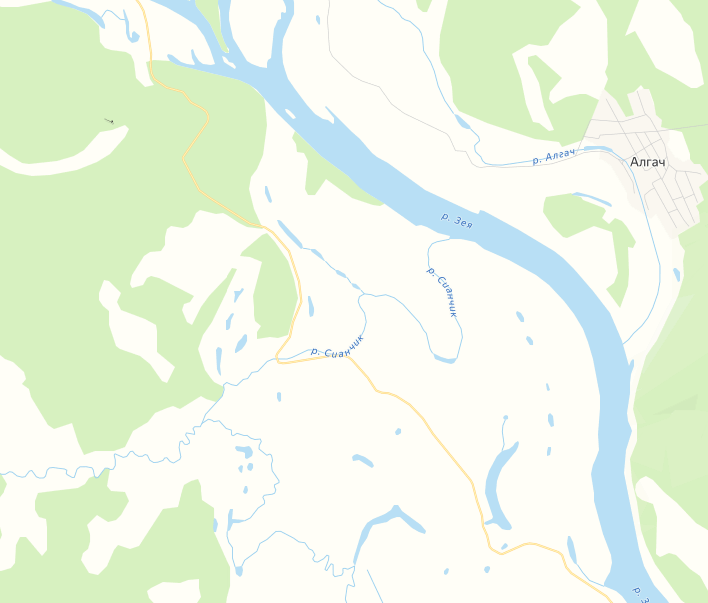 р. Алгач
Алгач
р. Зея
р. Сианчик
р. Сианчик
р. З